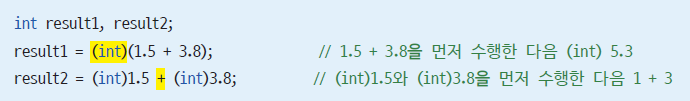 int result1, result2;
result1 = (int)(1.5 + 3.8); // 1.5 + 3.8을 먼저 수행한 다음 (int) 5.3
result2 = (int)1.5 + (int)3.8; // (int)1.5와 (int)3.8을 먼저 수행한 다음 1 + 3